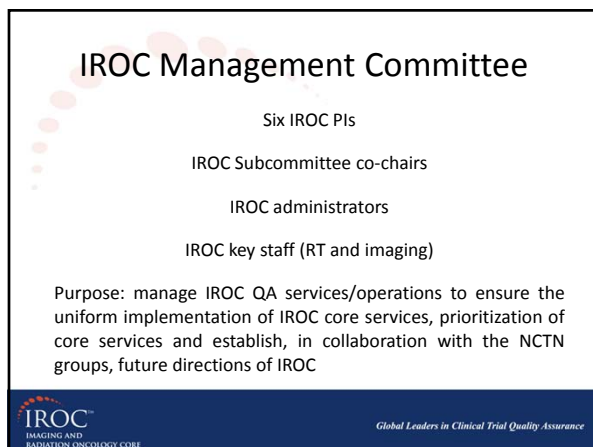 IROC Management Committee
Six IROC PIs
IROC Subcommittee co-chairs
IROC administrators
IROC key staff (RT and imaging)
Purpose: manage IROC QA services/operations to ensure the
uniform implementation of IROC core services, prioritization of
core services and establish, in collaboration with the NCTN
groups, future directions of IROC
IROC™
IMAGING AND
RADIATION ONCOLOGY CORE
Global Leaders in Clinical Trial Quality Assurance